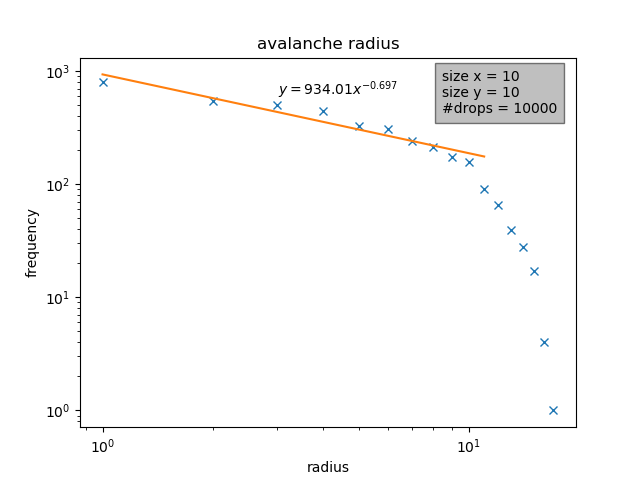 avalanche radius
10³
10²
10¹
10⁰
frequency
y = 934.01x⁻⁰·⁶⁹⁷
size x = 10
size y = 10
#drops = 10000
10⁰
10¹
radius